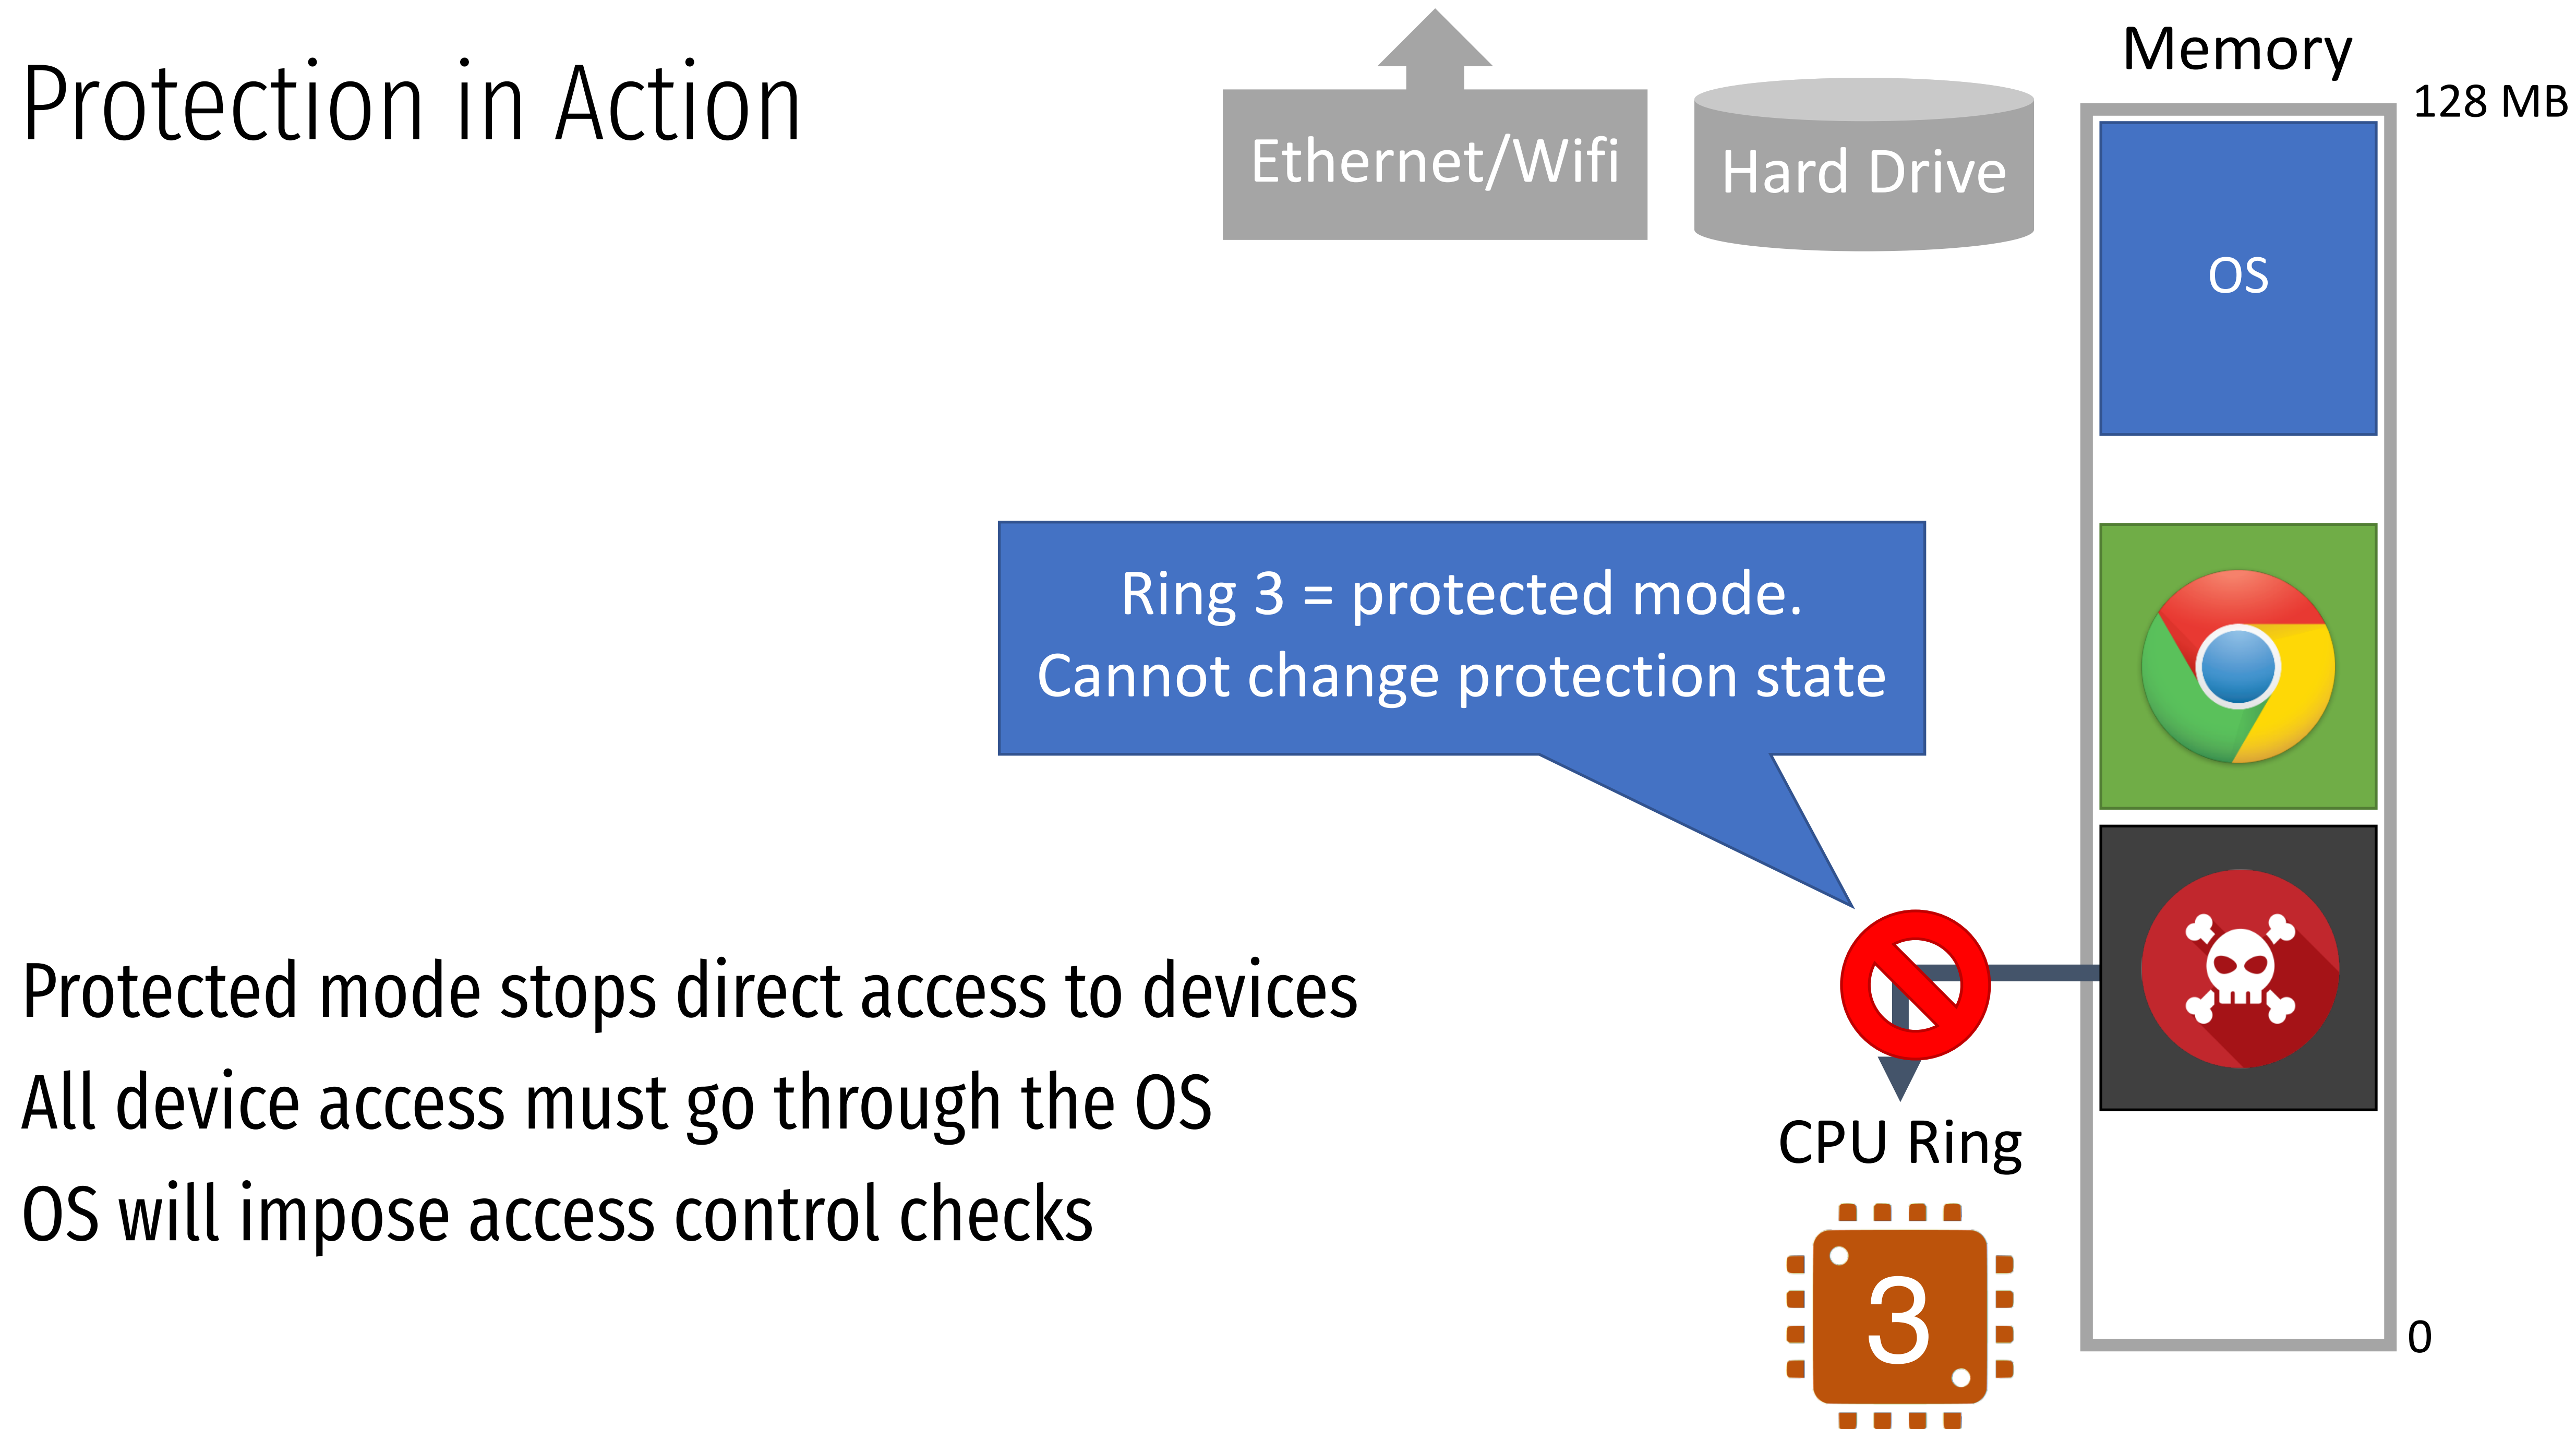 Protection in Action
Ethernet/Wifi
Hard Drive
Memory
128 MB
OS
Ring 3 = protected mode.
Cannot change protection state
Protected mode stops direct access to devices
All device access must go through the OS
OS will impose access control checks
CPU Ring
3
0